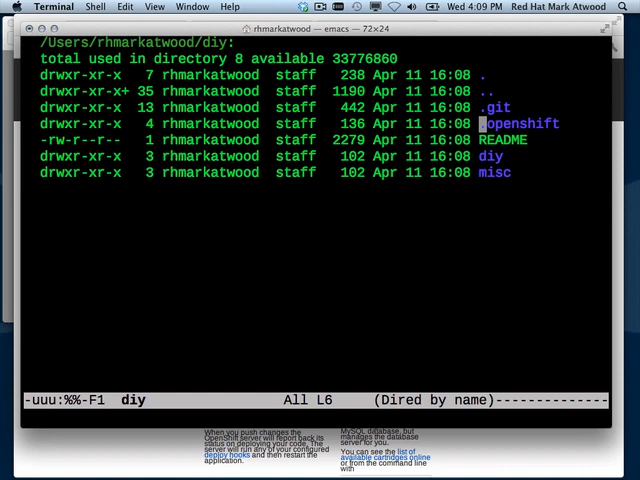 Terminal Shell Edit View Window Help Wed 4:09 PM Red Hat Mark Atwood
rhmarkatwood — emacs — 72×24
/Users/rhmarkatwood/diy:
total used in directory 8 available 33776860
drwxr-xr-x 7 rhmarkatwood staff 238 Apr 11 16:08 .
drwxr-xr-x+ 35 rhmarkatwood staff 1190 Apr 11 16:08 ..
drwxr-xr-x 13 rhmarkatwood staff 442 Apr 11 16:08 .git
drwxr-xr-x 4 rhmarkatwood staff 136 Apr 11 16:08 .openshift
-rw-r--r-- 1 rhmarkatwood staff 2279 Apr 11 16:08 README
drwxr-xr-x 3 rhmarkatwood staff 102 Apr 11 16:08 diy
drwxr-xr-x 3 rhmarkatwood staff 102 Apr 11 16:08 misc
-uuu:%%-F1 diy All L6 (Dired by name)--------------
When you push changes the
OpenShift server will report back its
status on deploying your code. The
server will run any of your configured
deploy hooks and then restart the
application.
MySQL database, but
manages the database
server for you.
You can see the list of
available cartridges online
or from the command line
with